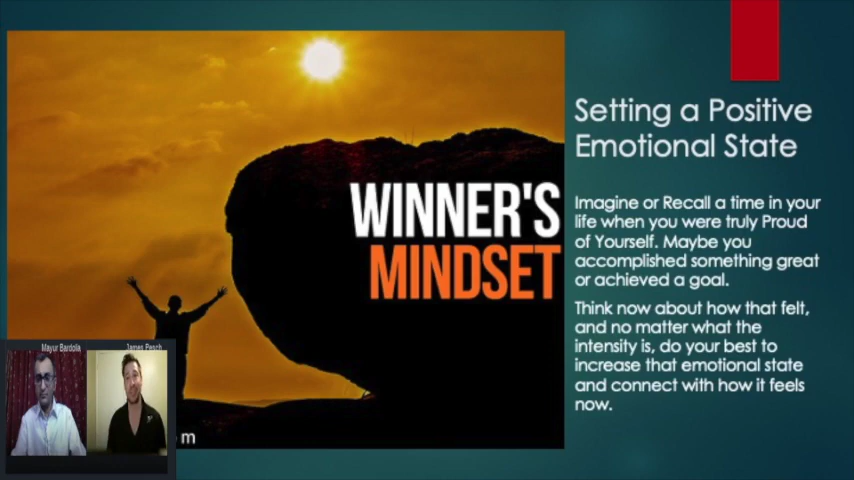 WINNER'S
MINDSET
Setting a Positive
Emotional State
Imagine or Recall a time in your
life when you were truly Proud
of Yourself. Maybe you
accomplished something great
or achieved a goal.
Think now about how that felt,
and no matter what the
intensity is, do your best to
increase that emotional state
and connect with how it feels
now.
Mayur Bardolia
James Pesch
m